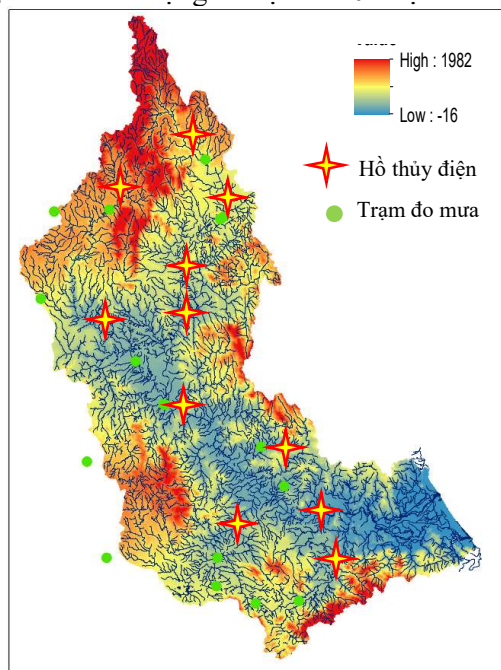 High : 1982
Low : -16
Hồ thủy điện
Trạm đo mưa